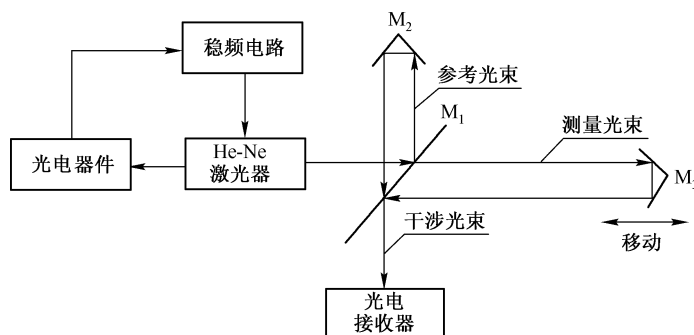 M₂
稳频电路
参考光束
M₁
测量光束
He-Ne
激光器
光电器件
干涉光束
移动
光电
接收器